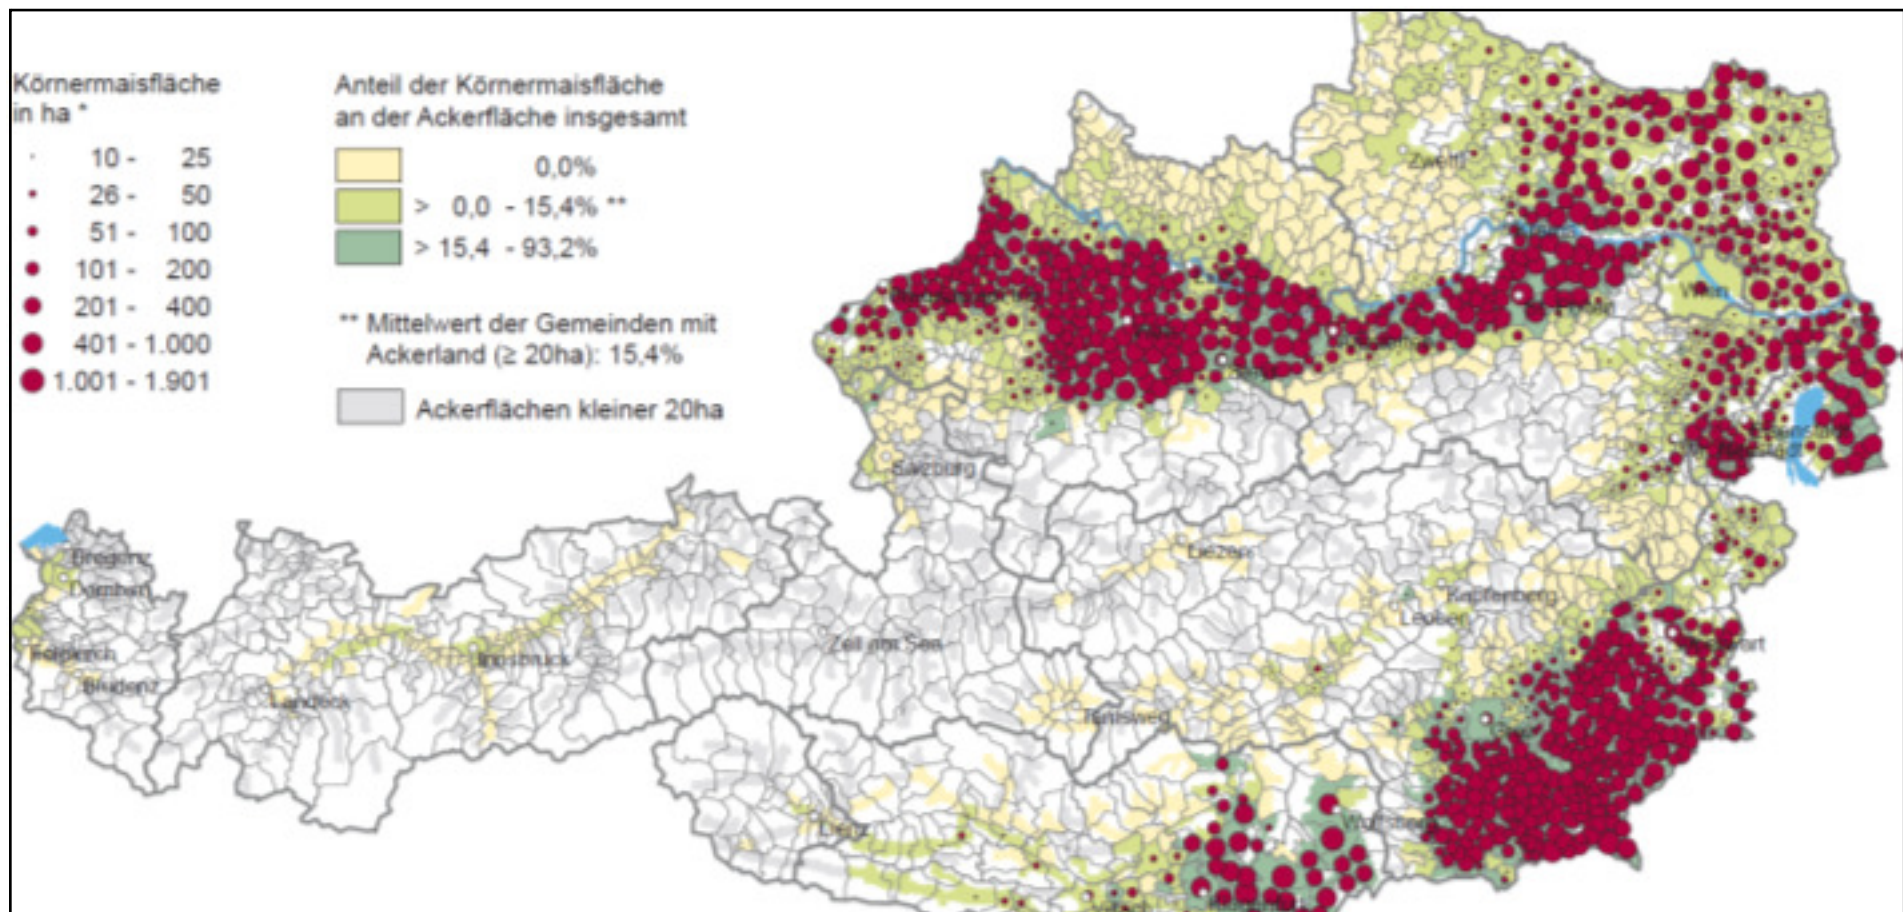 Körnermaisfläche
in ha *
10 - 25
26 - 50
51 - 100
101 - 200
201 - 400
401 - 1.000
1.001 - 1.901
Anteil der Körnermaisfläche
an der Ackerfläche insgesamt
0,0%
> 0,0 - 15,4% **
> 15,4 - 93,2%
** Mittelwert der Gemeinden mit
Ackerland (≥ 20ha): 15,4%
Ackerflächen kleiner 20ha
Zwettl
Wien
Salzburg
Bregenz
Dornbirn
Feldkirch
Bludenz
Landeck
Innsbruck
Zell am See
Liezen
Kapfenberg
Leoben
Tamsweg
Lienz
Graz
Wolfsberg